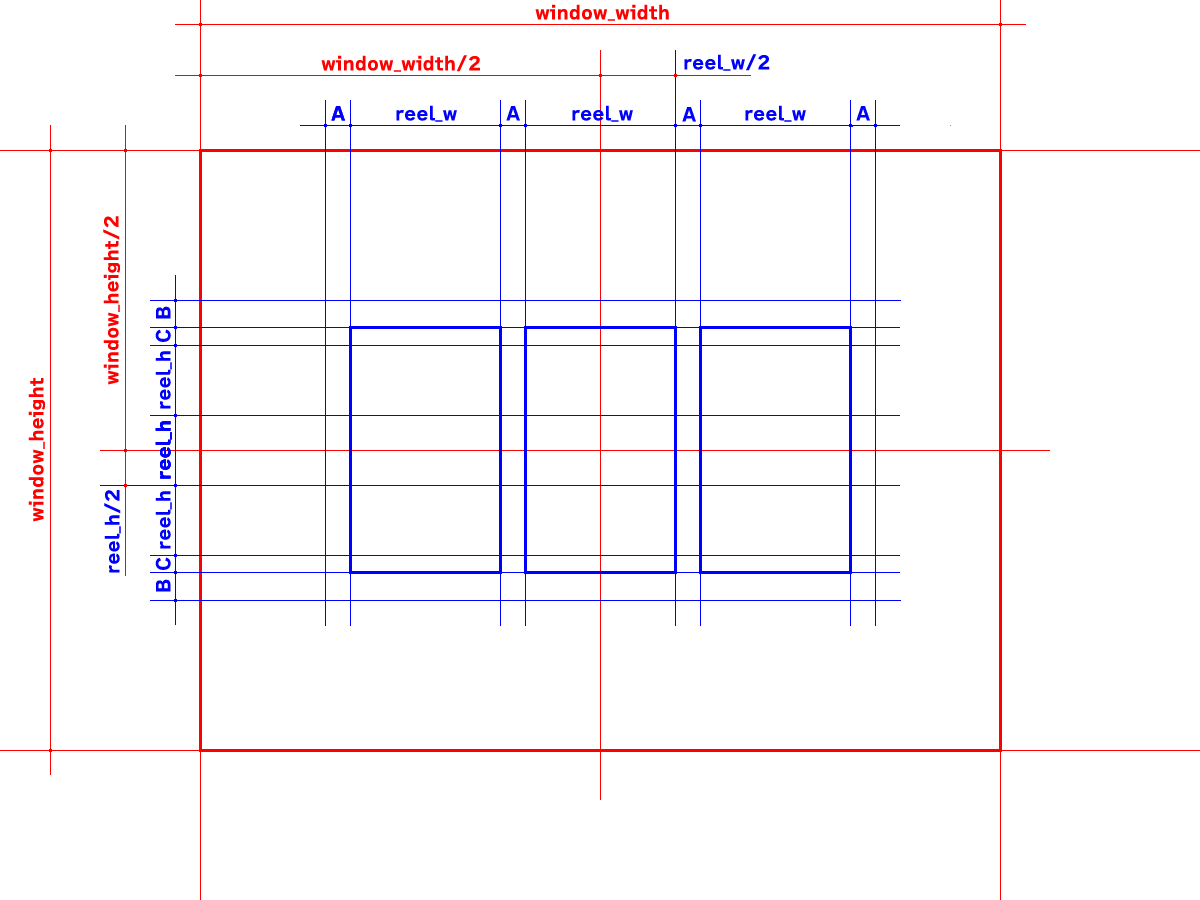 window_width
window_width/2
reel_w/2
A
reel_w
A
reel_w
A
reel_w
A
window_height
window_height/2
reel_h/2
B
C
reel_h
reel_h
reel_h
C
B